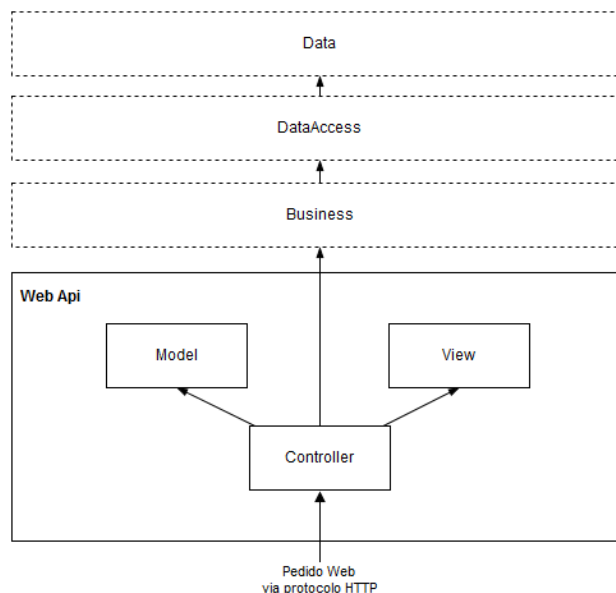 Data
DataAccess
Business
Web Api
Model
View
Controller
Pedido Web
via protocolo HTTP